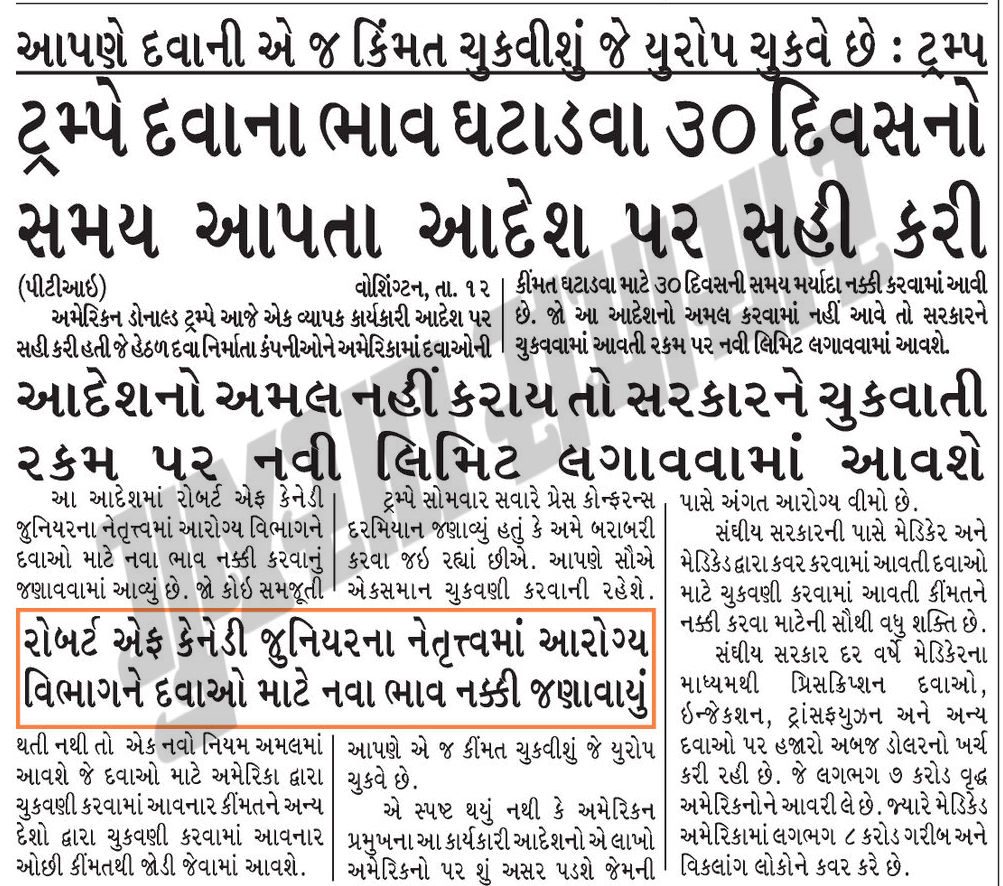 આપણે દવાની એ જ કિંમત ચુકવીશું જે યુરોપ ચુકવે છે : ટ્રમ્પ
ટ્રમ્પે દવાના ભાવ ઘટાડવા ૩૦ દિવસનો
સમય આપતા આદેશ પર સહી કરી
(પીટીઆઇ) વોશિંગ્ટન, તા. ૧૨
અમેરિકન ડોનાલ્ડ ટ્રમ્પે આજે એક વ્યાપક કાર્યકારી આદેશ પર
સહી કરી હતી જે હેઠળ દવા નિર્માતા કંપનીઓને અમેરિકામાં દવાઓની
કીંમત ઘટાડવા માટે ૩૦ દિવસની સમય મર્યાદા નક્કી કરવામાં આવી
છે. જો આ આદેશનો અમલ કરવામાં નહીં આવે તો સરકારને
ચુકવવામાં આવતી રકમ પર નવી લિમિટ લગાવવામાં આવશે.
આદેશનો અમલ નહીં કરાય તો સરકારને ચુકવાતી
રકમ પર નવી લિમિટ લગાવવામાં આવશે
આ આદેશમાં રોબર્ટ એફ કેનેડી
જુનિયરના નેતૃત્ત્વમાં આરોગ્ય વિભાગને
દવાઓ માટે નવા ભાવ નક્કી કરવાનું
જણાવવામાં આવ્યું છે. જો કોઈ સમજૂતી
રોબર્ટ એફ કેનેડી જુનિયરના નેતૃત્ત્વમાં આરોગ્ય
વિભાગને દવાઓ માટે નવા ભાવ નક્કી જણાવાયું
થતી નથી તો એક નવો નિયમ અમલમાં
આવશે જે દવાઓ માટે અમેરિકા દ્વારા
ચુકવણી કરવામાં આવનાર કીંમતને અન્ય
દેશો દ્વારા ચુકવણી કરવામાં આવનાર
ઓછી કીંમતથી જોડી જેવામાં આવશે.
ટ્રમ્પે સોમવાર સવારે પ્રેસ કોન્ફરન્સ
દરમિયાન જણાવ્યું હતું કે અમે બરાબરી
કરવા જઇ રહ્યાં છીએ. આપણે સૌએ
એકસમાન ચુકવણી કરવાની રહેશે.
આપણે એ જ કીંમત ચુકવીશું જે યુરોપ
ચુકવે છે.
એ સ્પષ્ટ થયું નથી કે અમેરિકન
પ્રમુખના આ કાર્યકારી આદેશનો એ લાખો
અમેરિકનો પર શું અસર પડશે જેમની
પાસે અંગત આરોગ્ય વીમો છે.
સંઘીય સરકારની પાસે મેડિકેર અને
મેડિકેડ દ્વારા કવર કરવામાં આવતી દવાઓ
માટે ચુકવણી કરવામાં આવતી કીંમતને
નક્કી કરવા માટેની સૌથી વધુ શક્તિ છે.
સંઘીય સરકાર દર વર્ષે મેડિકેરના
માધ્યમથી પ્રિસક્રિપ્શન દવાઓ,
ઇન્જેકશન, ટ્રાંસફયુઝન અને અન્ય
દવાઓ પર હજારો અબજ ડોલરનો ખર્ચ
કરી રહી છે. જે લગભગ ૭ કરોડ વૃદ્ધ
અમેરિકનોને આવરી લે છે. જ્યારે મેડિકેડ
અમેરિકામાં લગભગ ૮ કરોડ ગરીબ અને
વિકલાંગ લોકોને કવર કરે છે.
ગુજરાત સમાચાર